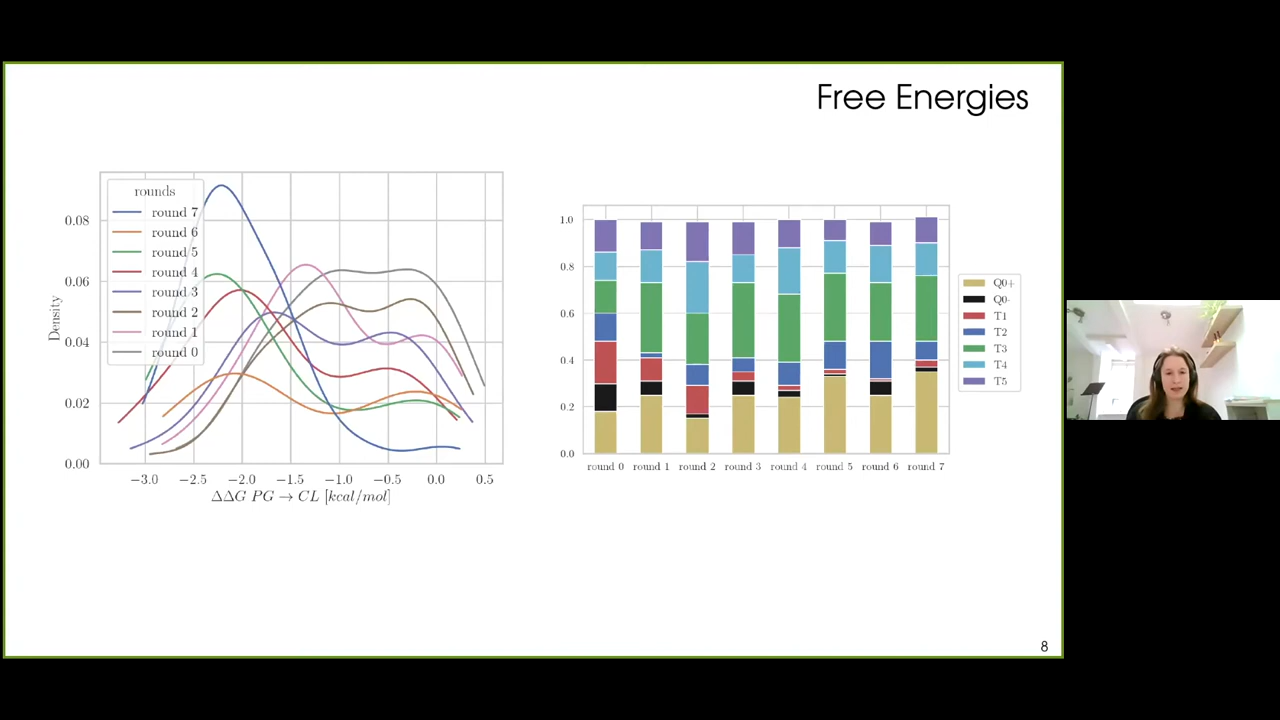 Free Energies
rounds
round 7
round 6
round 5
round 4
round 3
round 2
round 1
round 0
Density
0.08
0.06
0.04
0.02
0.00
−3.0 −2.5 −2.0 −1.5 −1.0 −0.5 0.0 0.5
ΔΔG PG → CL [kcal/mol]
1.0
0.8
0.6
0.4
0.2
0.0
round 0 round 1 round 2 round 3 round 4 round 5 round 6 round 7
Q0+
Q0-
T1
T2
T3
T4
T5
8